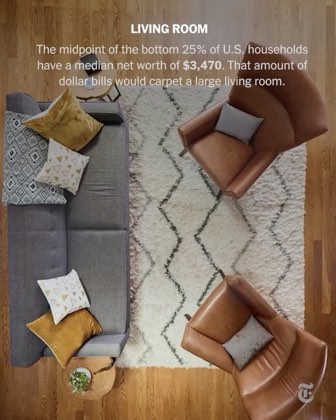 LIVING ROOM
The midpoint of the bottom 25% of U.S. households
have a median net worth of $3,470. That amount of
dollar bills would carpet a large living room.
T